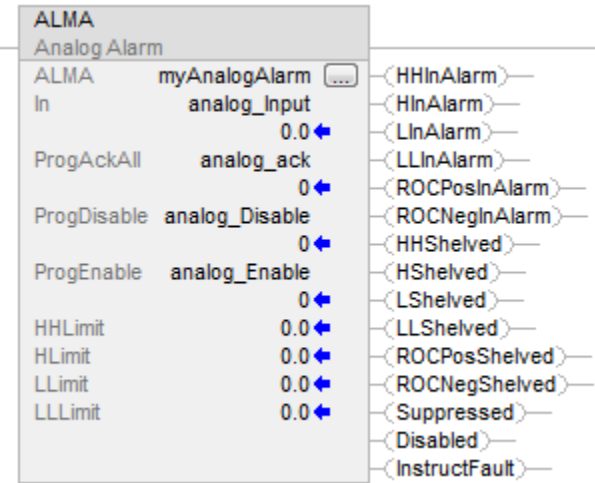 ALMA
Analog Alarm
ALMA myAnalogAlarm ... (HHInAlarm)
In analog_Input (HInAlarm)
0.0 (LInAlarm)
ProgAckAll analog_ack (LLInAlarm)
0 (ROCPosInAlarm)
ProgDisable analog_Disable (ROCNegInAlarm)
0 (HHShelved)
ProgEnable analog_Enable (HShelved)
0 (LShelved)
HHLimit 0.0 (LLShelved)
HLimit 0.0 (ROCPosShelved)
LLimit 0.0 (ROCNegShelved)
LLLimit 0.0 (Suppressed)
(Disabled)
(InstructFault)